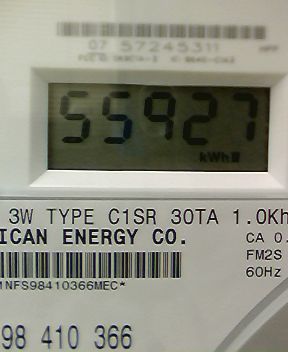 07 57245311
55927
kWh
3W TYPE C1SR 30TA 1.0Kh
ICAN ENERGY CO.
CA 0.
FM2S
60Hz
NFS98410366MEC*
98 410 366